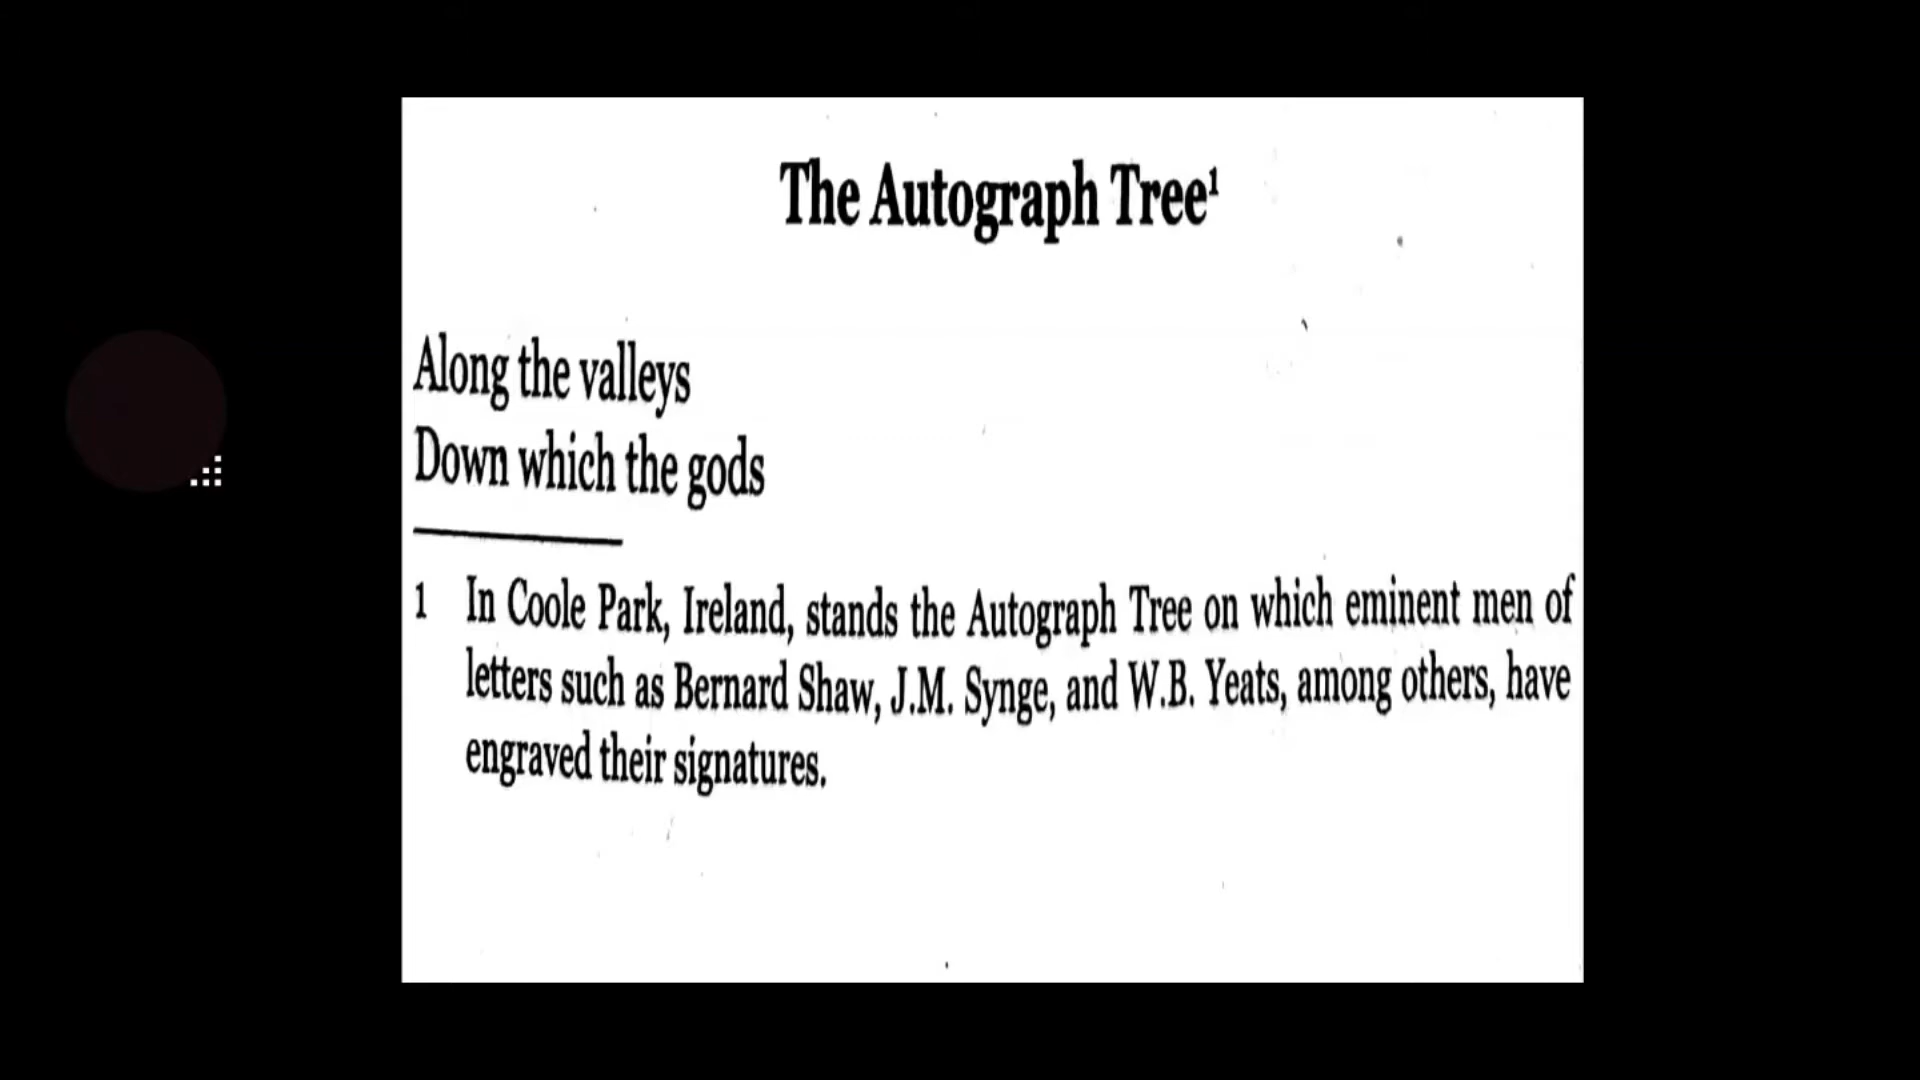 The Autograph Tree¹
Along the valleys
Down which the gods
1 In Coole Park, Ireland, stands the Autograph Tree on which eminent men of
letters such as Bernard Shaw, J.M. Synge, and W.B. Yeats, among others, have
engraved their signatures.